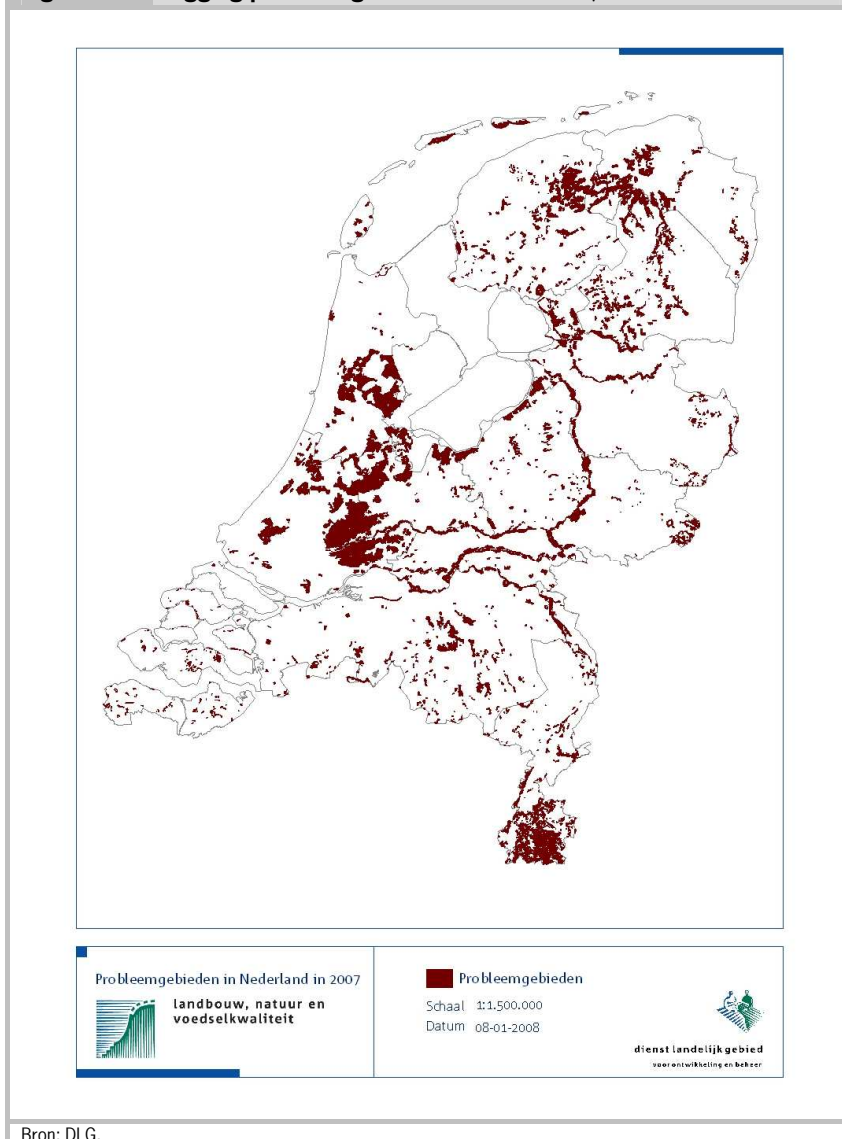 Probleemgebieden in Nederland in 2007
landbouw, natuur en
voedselkwaliteit
Probleemgebieden
Schaal 1:1.500.000
Datum 08-01-2008
dienst landelijk gebied
voor ontwikkeling en beheer
Bron: DLG.